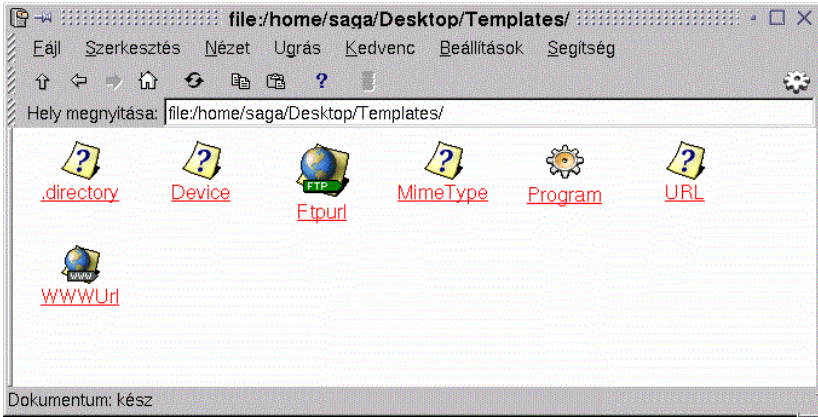 file:/home/saga/Desktop/Templates/
Fájl Szerkesztés Nézet Ugrás Kedvenc Beállítások Segítség
?
Hely megnyitása: file:/home/saga/Desktop/Templates/
? ? FTP ? ?
.directory Device Ftpurl MimeType Program URL
WWW
WWWUrl
Dokumentum: kész